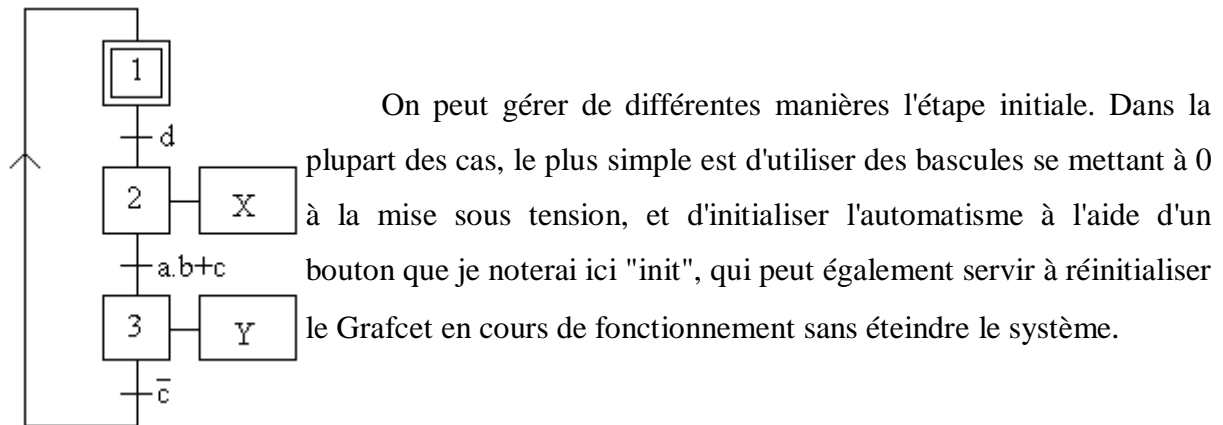 1
d
2 X
a.b+c
3 Y
c̅
On peut gérer de différentes manières l'étape initiale. Dans la
plupart des cas, le plus simple est d'utiliser des bascules se mettant à 0
à la mise sous tension, et d'initialiser l'automatisme à l'aide d'un
bouton que je noterai ici "init", qui peut également servir à réinitialiser
le Grafcet en cours de fonctionnement sans éteindre le système.